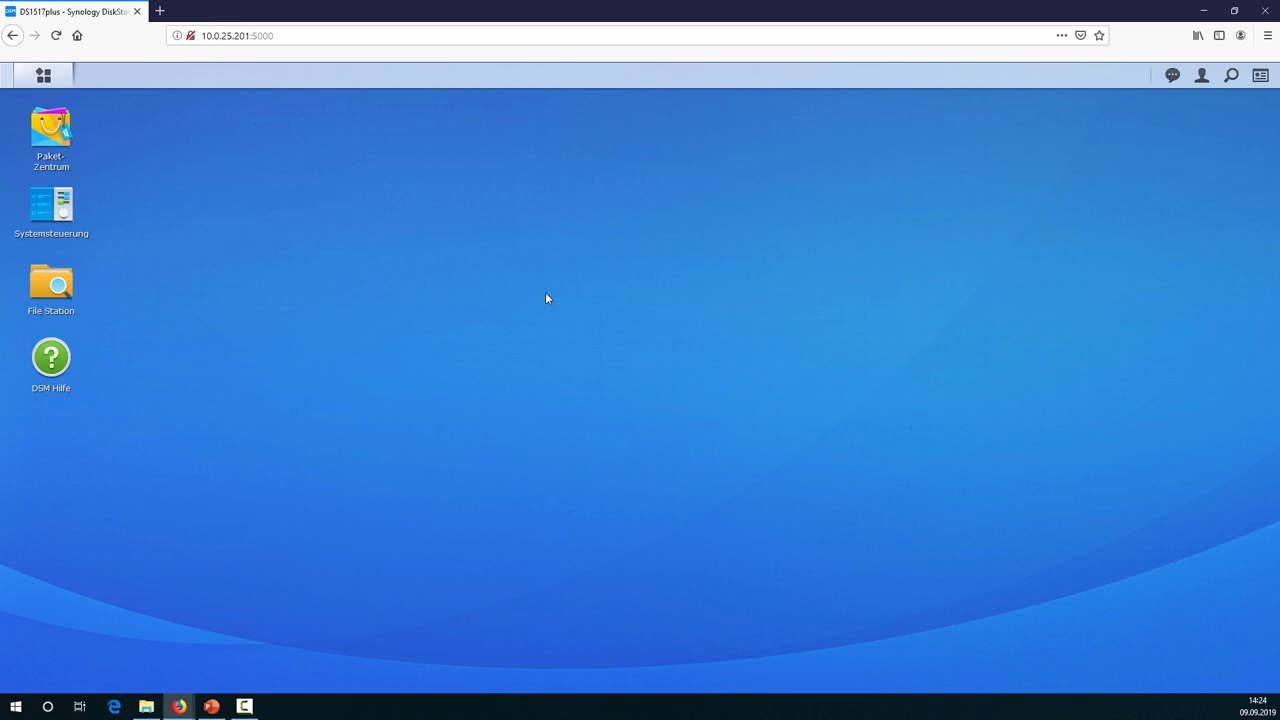 DS1517plus - Synology DiskSta
10.0.25.201:5000
Paket-
Zentrum
Systemsteuerung
File Station
DSM Hilfe
14:24
09.09.2019